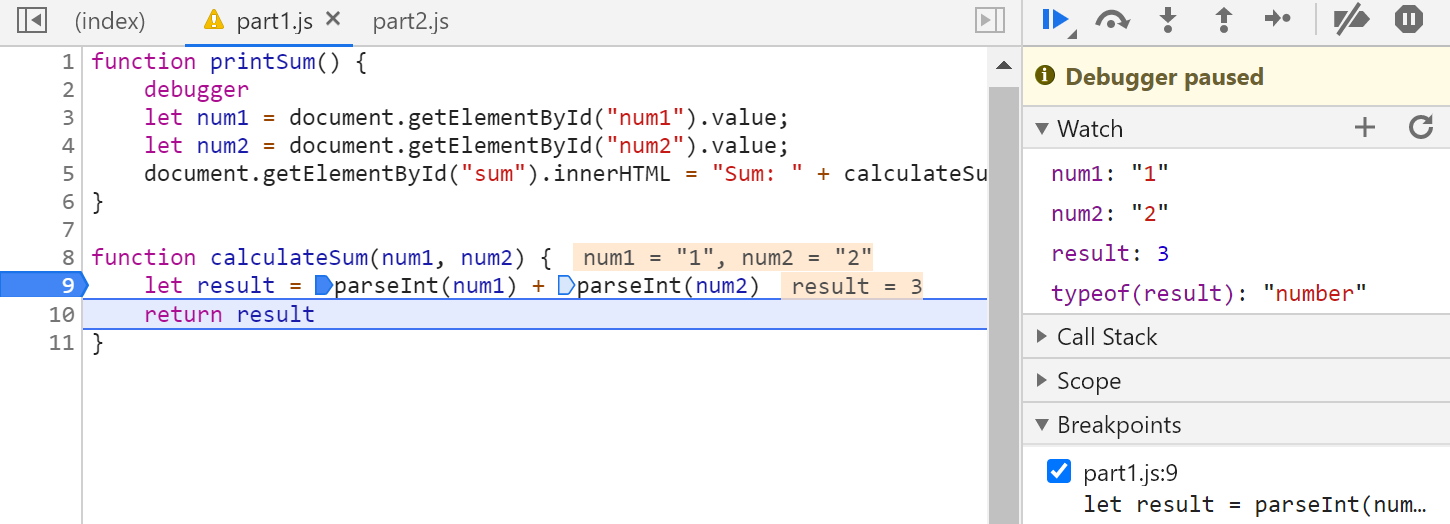 (index) part1.js part2.js
1 function printSum() {
2 debugger
3 let num1 = document.getElementById("num1").value;
4 let num2 = document.getElementById("num2").value;
5 document.getElementById("sum").innerHTML = "Sum: " + calculateSu
6 }
7
8 function calculateSum(num1, num2) { num1 = "1", num2 = "2"
9 let result = parseInt(num1) + parseInt(num2) result = 3
10 return result
11 }
Debugger paused
Watch
num1: "1"
num2: "2"
result: 3
typeof(result): "number"
Call Stack
Scope
Breakpoints
part1.js:9
let result = parseInt(num…